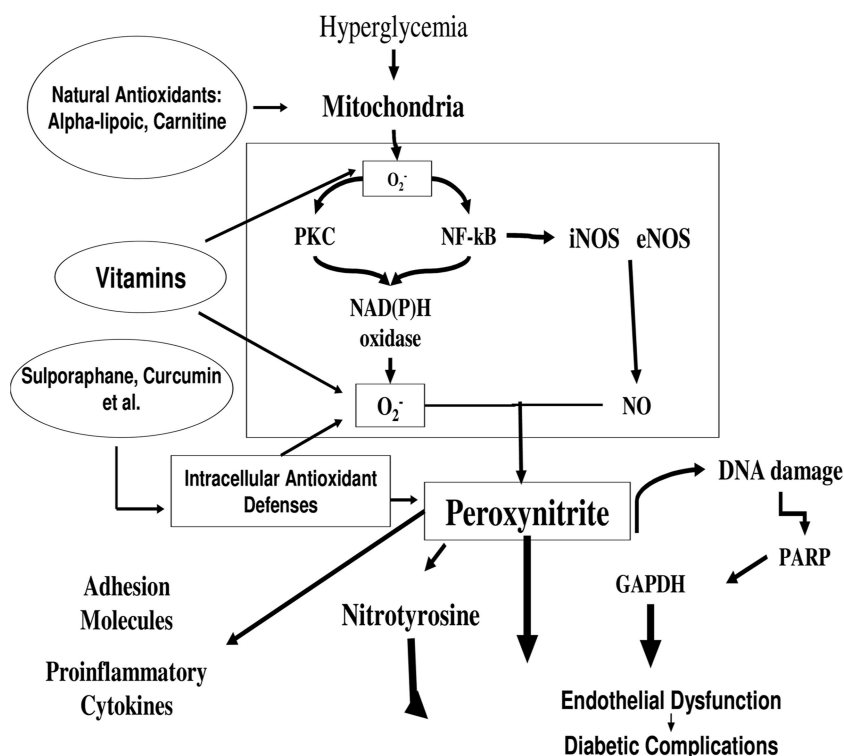 Hyperglycemia
Natural Antioxidants:
Alpha-lipoic, Carnitine
Mitochondria
O₂⁻
PKC
NF-kB
iNOS eNOS
Vitamins
NAD(P)H
oxidase
Sulporaphane, Curcumin
et al.
O₂⁻
NO
Intracellular Antioxidant
Defenses
DNA damage
Peroxynitrite
PARP
Adhesion
Molecules
GAPDH
Nitrotyrosine
Proinflammatory
Cytokines
Endothelial Dysfunction
Diabetic Complications